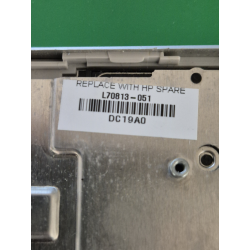 REPLACE WITH HP SPARE
L70813-051
DC19A0